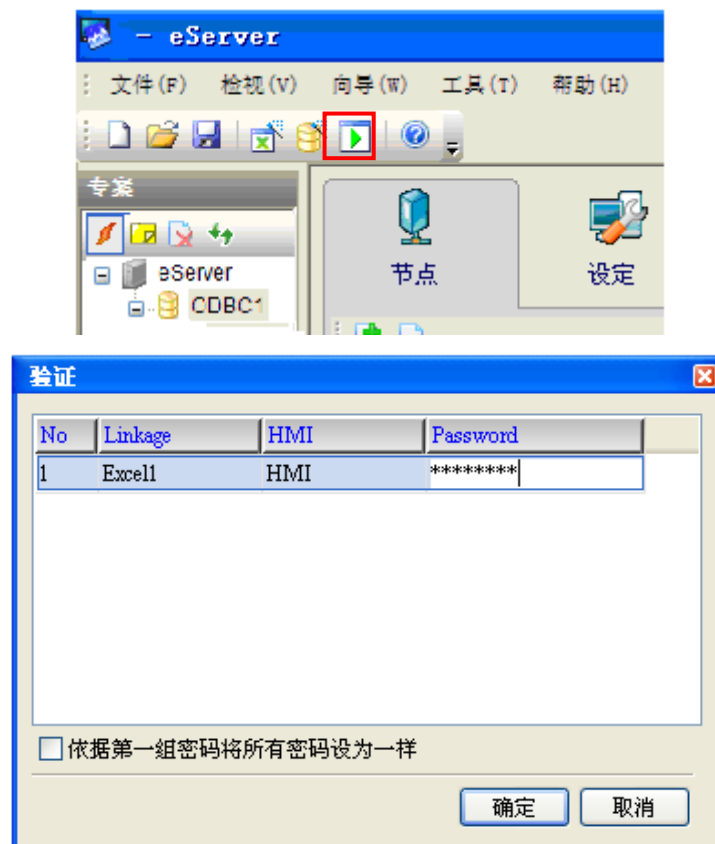 - eServer
文件(F) 检视(V) 向导(W) 工具(T) 帮助(H)
专案
eServer
CDBC1
节点
设定
验证
No Linkage HMI Password
1 Excel1 HMI ********
依据第一组密码将所有密码设为一样
确定 取消